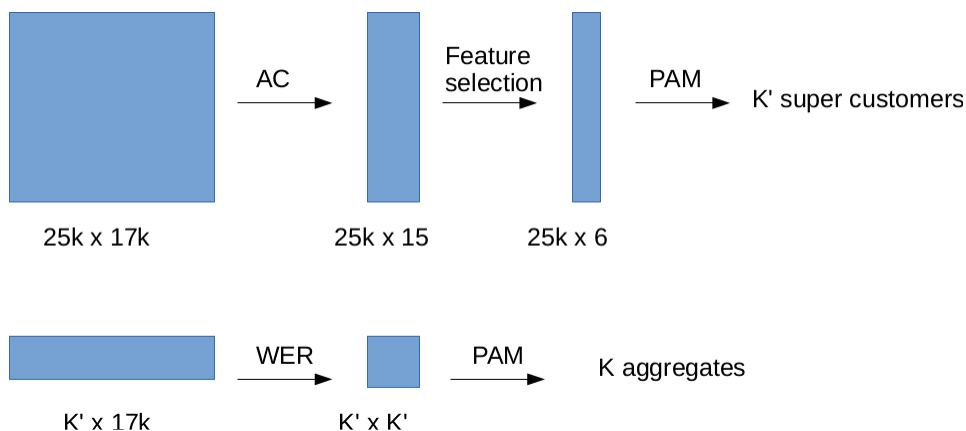 AC
Feature
selection
PAM
K' super customers
25k x 17k
25k x 15
25k x 6
WER
PAM
K aggregates
K' x 17k
K' x K'